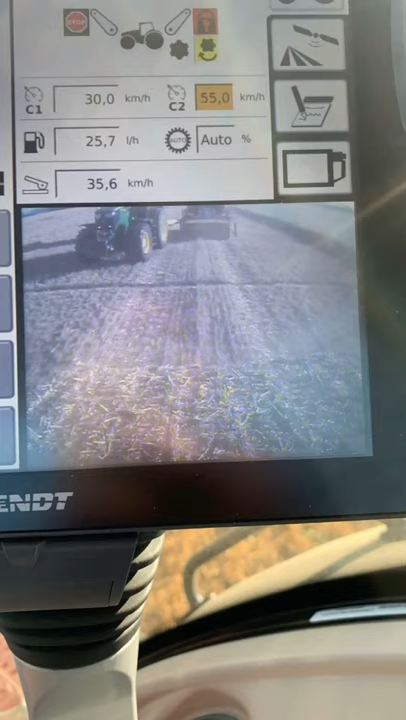 STOP
C1 30,0 km/h C2 55,0 km/h
25,7 l/h AUTO Auto %
35,6 km/h
ENDT